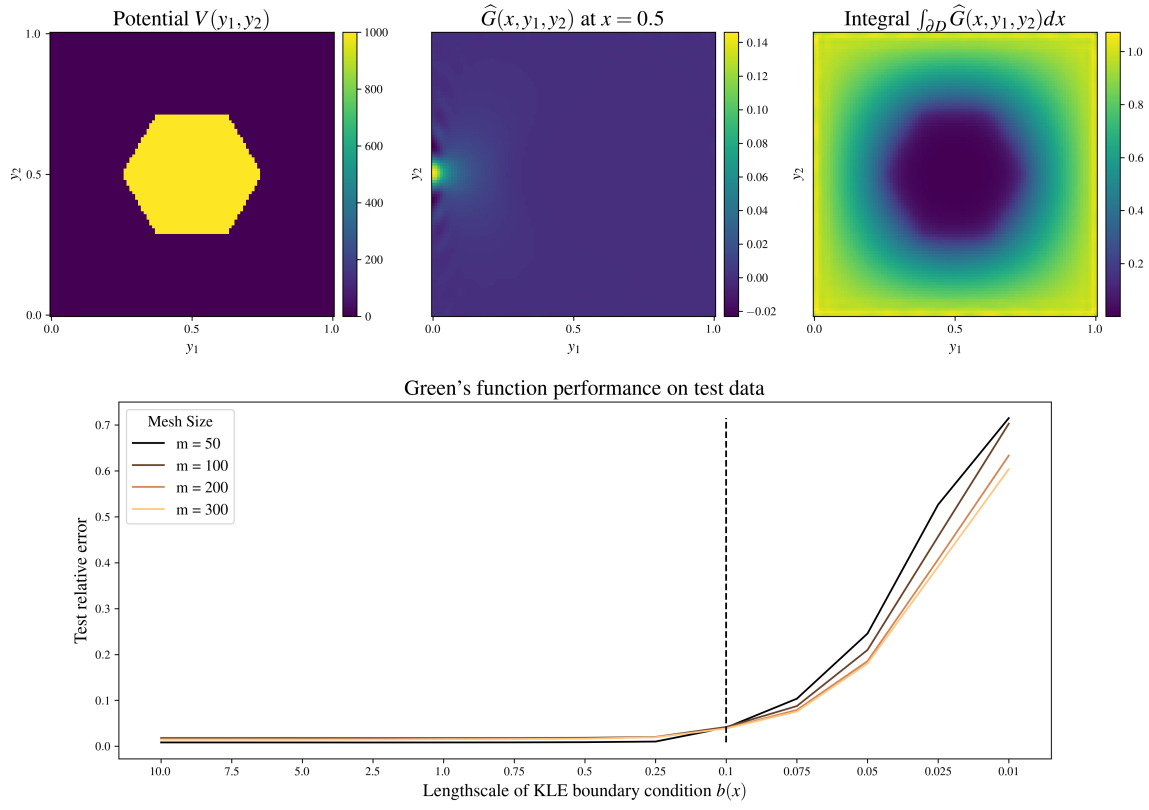 Potential V(y₁, y₂)
1.0
0.5
0.0
y₂
0.0 0.5 1.0
y₁
1000
800
600
400
200
0
Ĝ(x, y₁, y₂) at x = 0.5
y₂
0.0 0.5 1.0
y₁
0.14
0.12
0.10
0.08
0.06
0.04
0.02
0.00
−0.02
Integral ∫∂D Ĝ(x, y₁, y₂)dx
y₂
0.0 0.5 1.0
y₁
1.0
0.8
0.6
0.4
0.2
Green's function performance on test data
Mesh Size
m = 50
m = 100
m = 200
m = 300
Test relative error
0.7
0.6
0.5
0.4
0.3
0.2
0.1
0.0
10.0 7.5 5.0 2.5 1.0 0.75 0.5 0.25 0.1 0.075 0.05 0.025 0.01
Lengthscale of KLE boundary condition b(x)